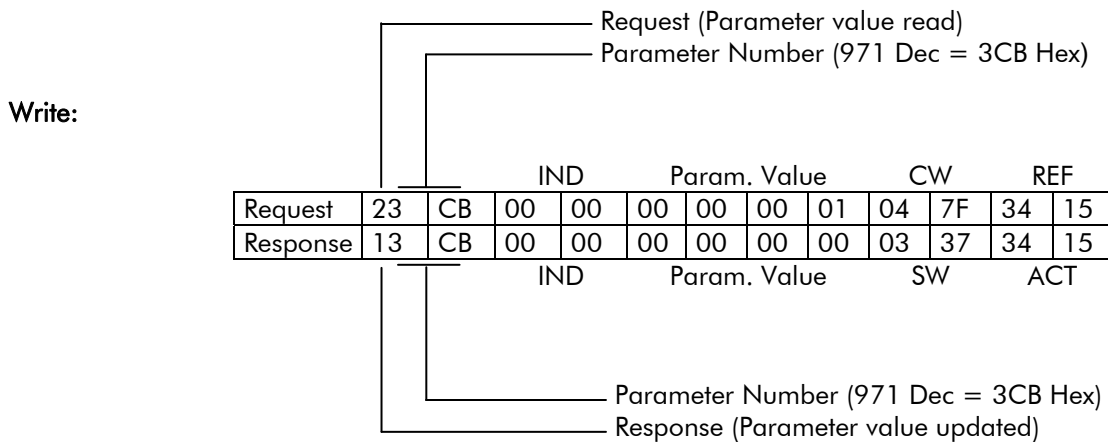 Request (Parameter value read)
Parameter Number (971 Dec = 3CB Hex)
Write:
IND Param. Value CW REF
Request 23 CB 00 00 00 00 00 01 04 7F 34 15
Response 13 CB 00 00 00 00 00 00 03 37 34 15
IND Param. Value SW ACT
Parameter Number (971 Dec = 3CB Hex)
Response (Parameter value updated)